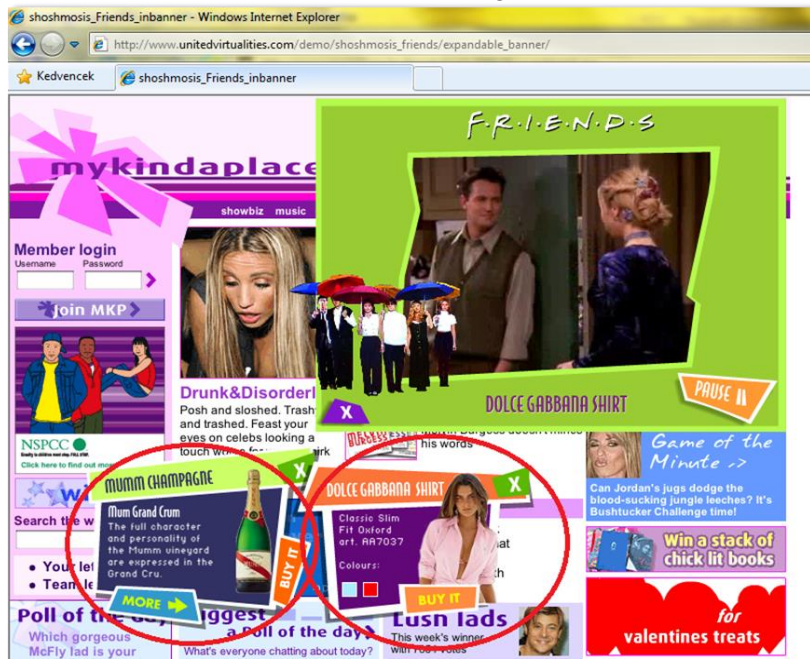 shoshmosis_Friends_inbanner - Windows Internet Explorer
http://www.unitedvirtualities.com/demo/shoshmosis_friends/expandable_banner/
Kedvencek
shoshmosis_Friends_inbanner
F·R·I·E·N·D·S
mykindaplace
showbiz music
Member login
Username Password
Join MKP
Drunk&Disorderl
Posh and sloshed. Trash
and trashed. Feast your
eyes on celebs looking a
touch
X
DOLCE GABBANA SHIRT
PAUSE
his words
NSPCC
Click here to find out
Game of the
Minute ->
Can Jordan's jugs dodge the
blood-sucking jungle leeches? It's
Bushtucker Challenge time!
MUMM CHAMPAGNE
X
Mum Grand Crum
The full character
and personality of
the Mumm vineyard
are expressed in the
Grand Cru.
BUY IT
MORE
DOLCE GABBANA SHIRT
X
Classic Slim
Fit Oxford
art. AA7037
Colours:
BUY IT
Search the w
Your
Team
Win a stack of
chick lit books
Poll of the day
Which gorgeous
McFly lad is your
a Poll of the day
What's everyone chatting about today?
Lush lads
This week's winner
with votes
for
valentines treats